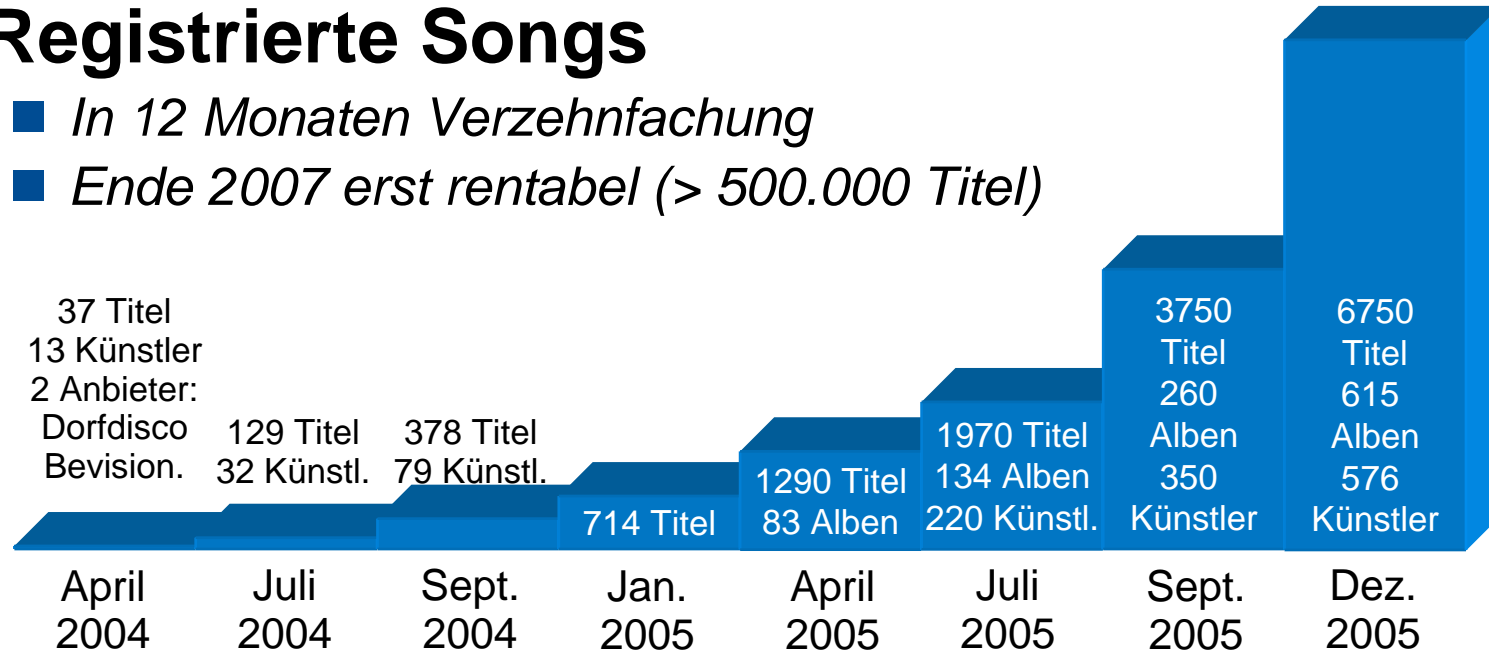 Registrierte Songs
In 12 Monaten Verzehnfachung
Ende 2007 erst rentabel (> 500.000 Titel)
37 Titel
13 Künstler
2 Anbieter:
Dorfdisco
Bevision.
129 Titel
32 Künstl.
378 Titel
79 Künstl.
714 Titel
1290 Titel
83 Alben
1970 Titel
134 Alben
220 Künstl.
3750
Titel
260
Alben
350
Künstler
6750
Titel
615
Alben
576
Künstler
April
2004
Juli
2004
Sept.
2004
Jan.
2005
April
2005
Juli
2005
Sept.
2005
Dez.
2005